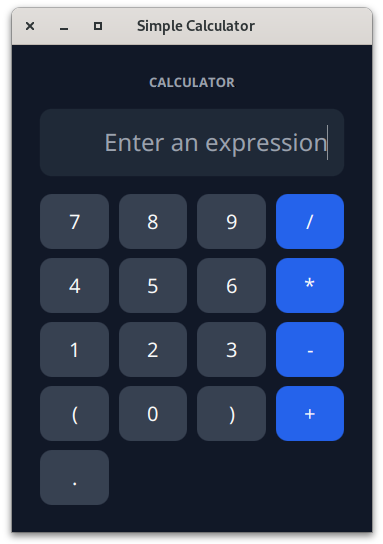 Simple Calculator
CALCULATOR
Enter an expression
7 8 9 /
4 5 6 *
1 2 3 -
( 0 ) +
.